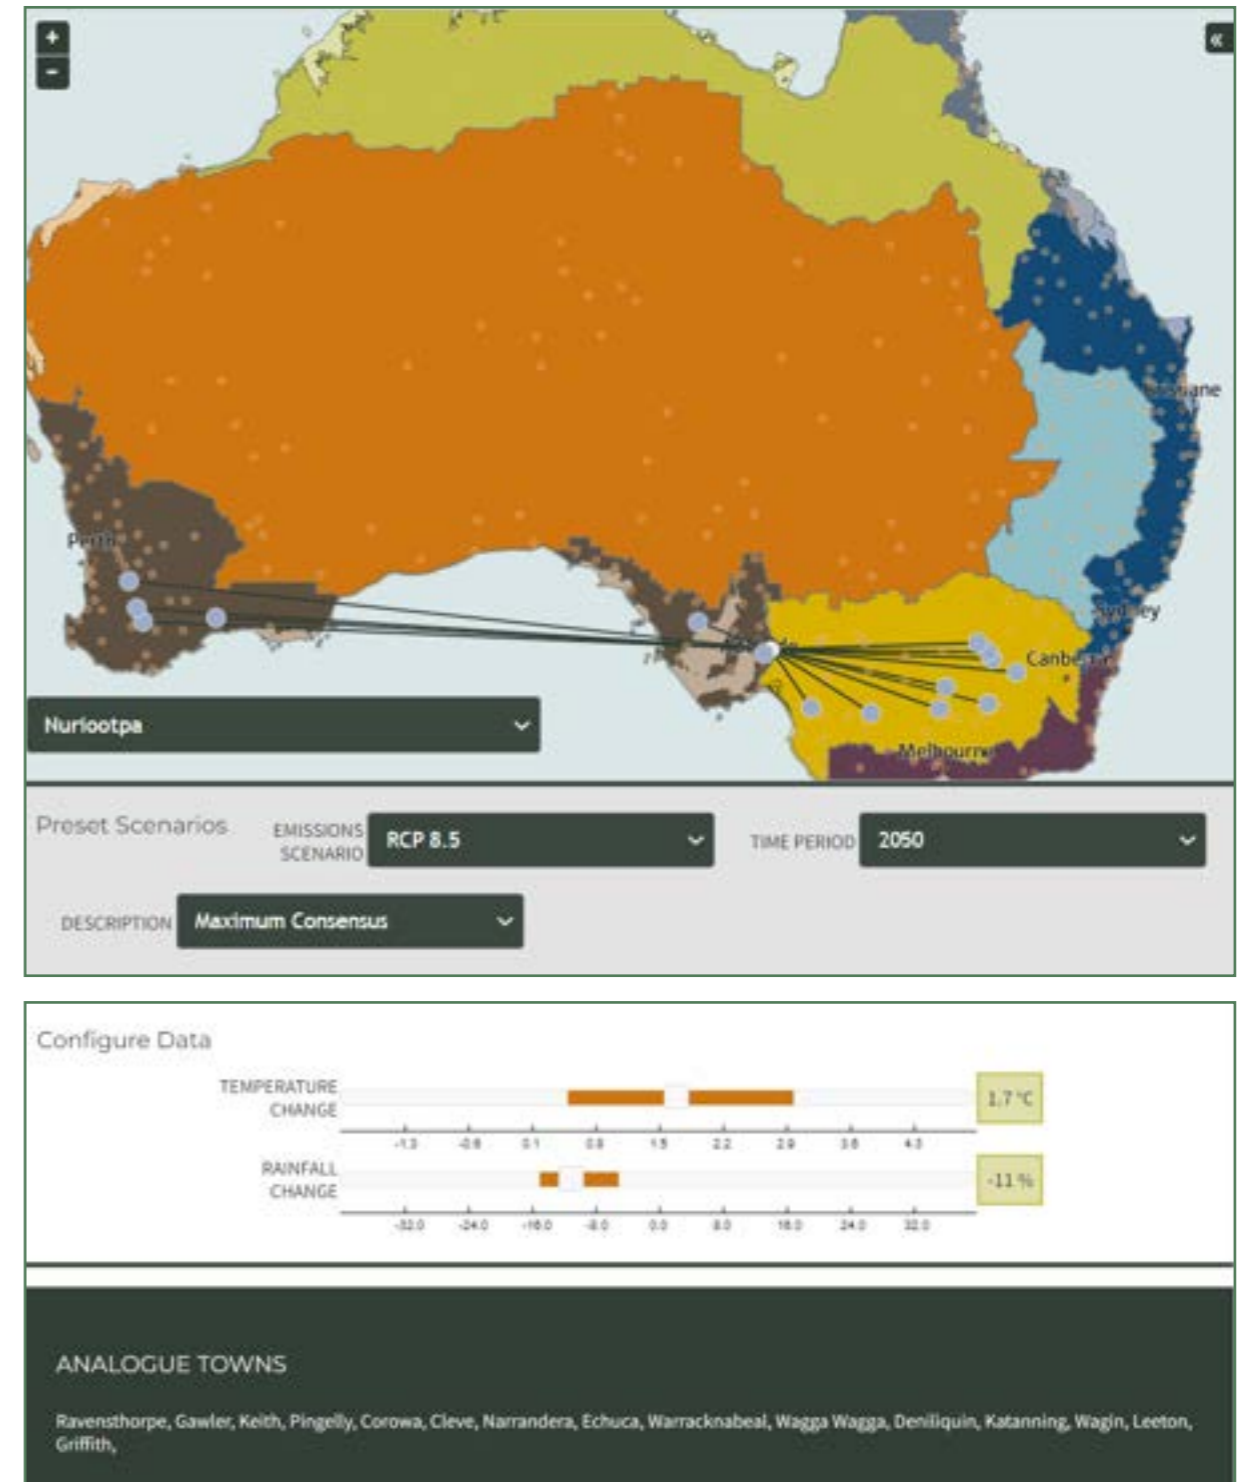 +
-
«
Perth
Sydney
Melbourne
Nuriootpa
Preset Scenarios
EMISSIONS
SCENARIO
RCP 8.5
TIME PERIOD
2050
DESCRIPTION
Maximum Consensus
Configure Data
TEMPERATURE
CHANGE
1.7 °C
-1.3 -0.6 0.1 0.8 1.5 2.2 2.9 3.6 4.3
RAINFALL
CHANGE
-11 %
-32.0 -24.0 -16.0 -8.0 0.0 8.0 16.0 24.0 32.0
ANALOGUE TOWNS
Ravensthorpe, Gawler, Keith, Pingelly, Corowa, Cleve, Narrandera, Echuca, Warracknabeal, Wagga Wagga, Deniliquin, Katanning, Wagin, Leeton,
Griffith,